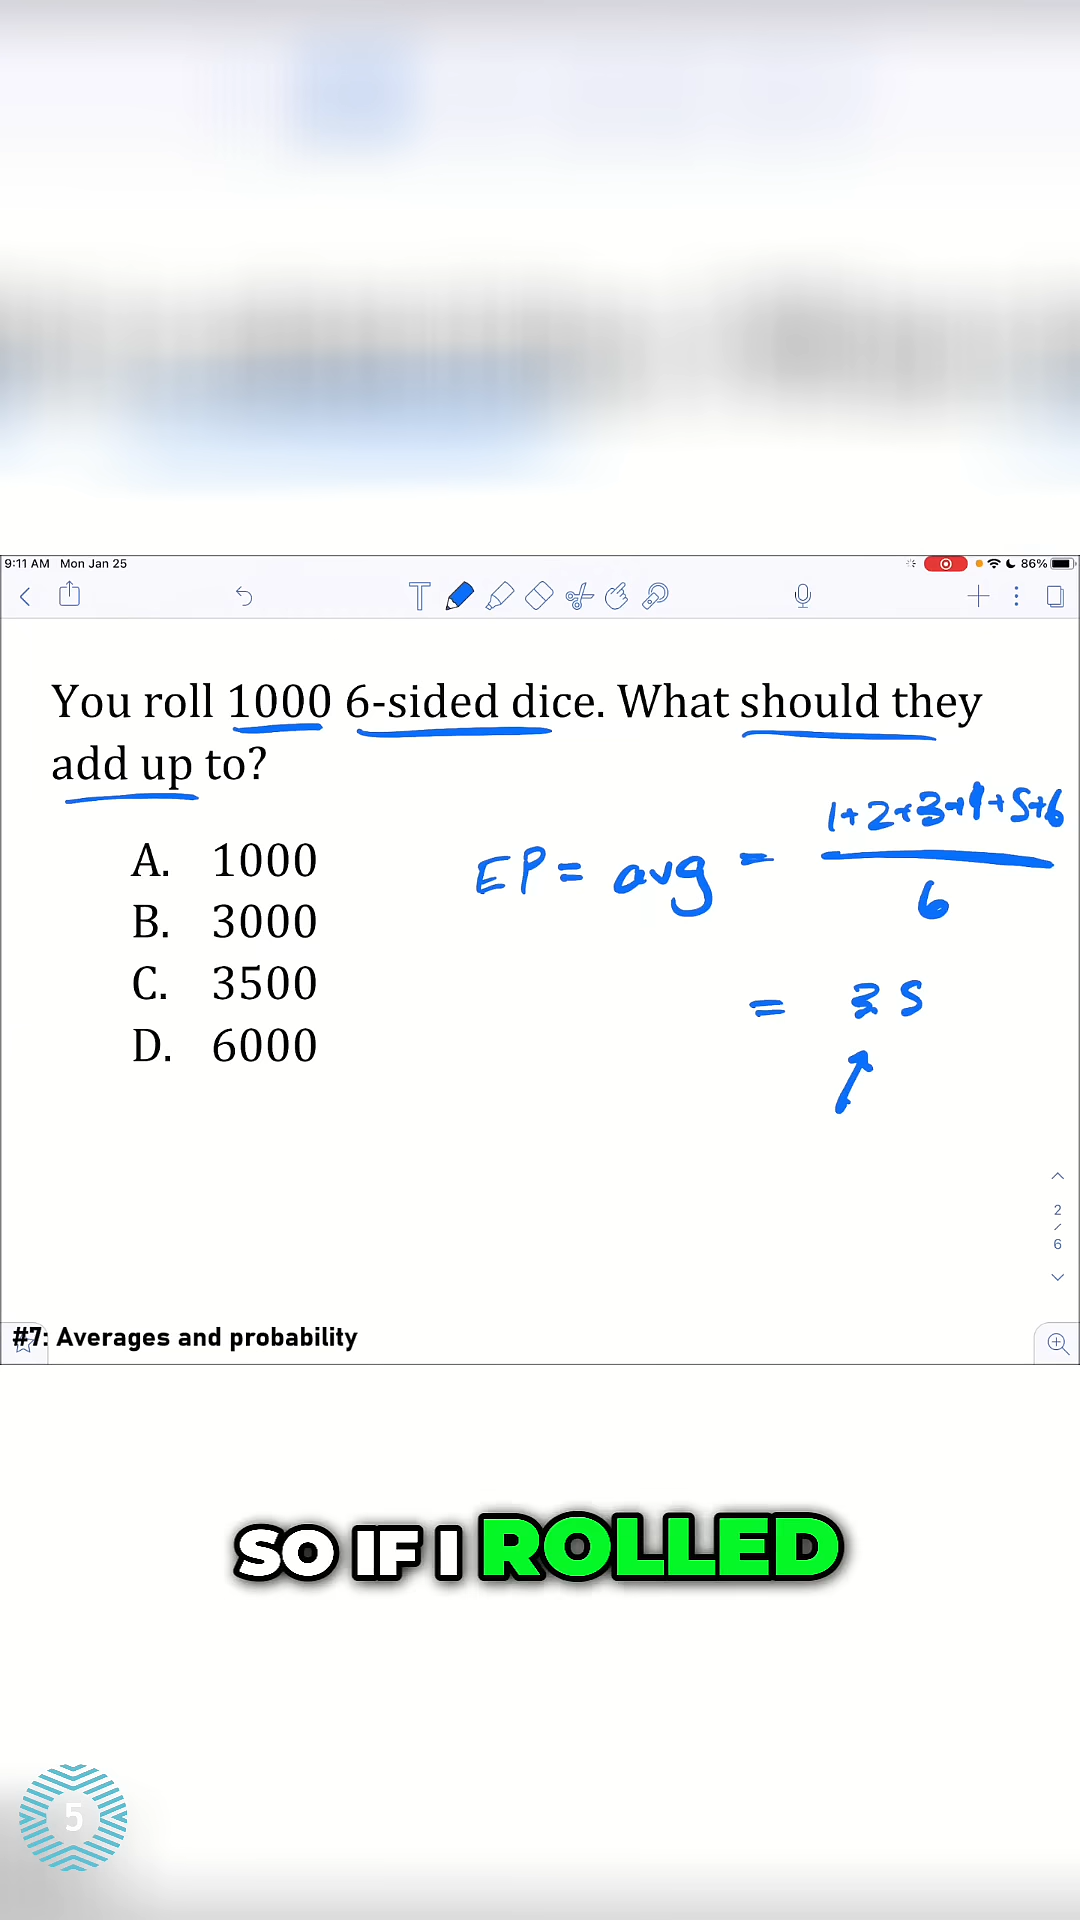 9:11 AM Mon Jan 25
86%
T
You roll 1000 6-sided dice. What should they
add up to?
A. 1000
B. 3000
C. 3500
D. 6000
EP = avg = 1+2+3+4+5+6
6
= 3.5
2
/
6
#7: Averages and probability
SO IF I ROLLED
5